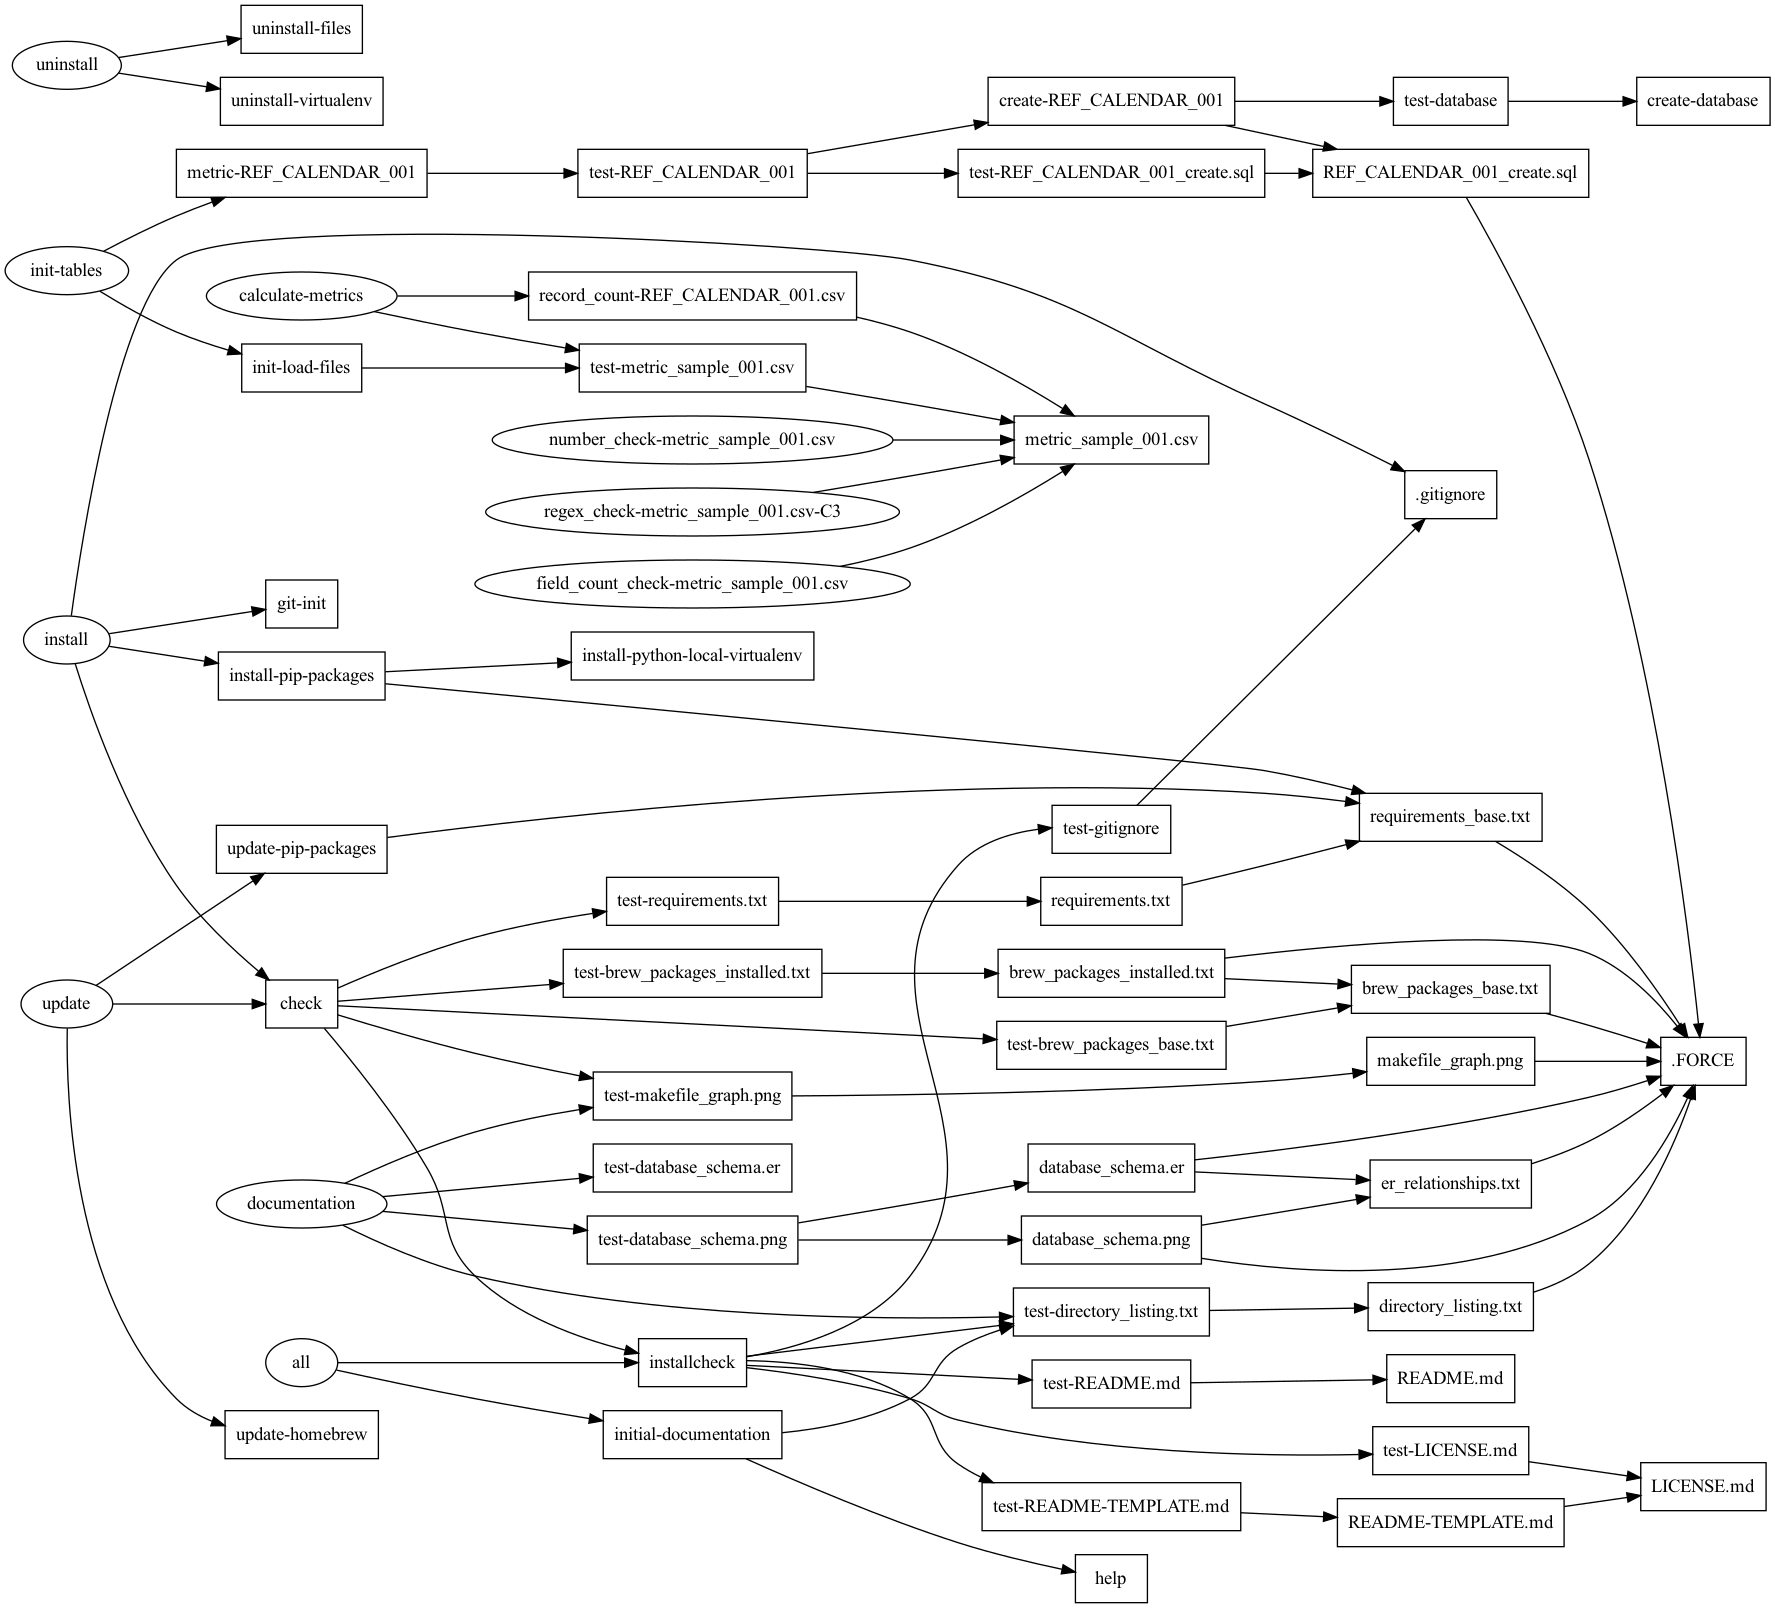 uninstall-files
uninstall
uninstall-virtualenv
create-REF_CALENDAR_001
test-database
create-database
metric-REF_CALENDAR_001
test-REF_CALENDAR_001
test-REF_CALENDAR_001_create.sql
REF_CALENDAR_001_create.sql
init-tables
calculate-metrics
record_count-REF_CALENDAR_001.csv
init-load-files
test-metric_sample_001.csv
number_check-metric_sample_001.csv
metric_sample_001.csv
.gitignore
regex_check-metric_sample_001.csv-C3
field_count_check-metric_sample_001.csv
git-init
install
install-python-local-virtualenv
install-pip-packages
requirements_base.txt
test-gitignore
update-pip-packages
test-requirements.txt
requirements.txt
test-brew_packages_installed.txt
brew_packages_installed.txt
brew_packages_base.txt
update
check
test-brew_packages_base.txt
makefile_graph.png
.FORCE
test-makefile_graph.png
test-database_schema.er
database_schema.er
er_relationships.txt
documentation
test-database_schema.png
database_schema.png
test-directory_listing.txt
directory_listing.txt
all
installcheck
test-README.md
README.md
update-homebrew
initial-documentation
test-LICENSE.md
LICENSE.md
test-README-TEMPLATE.md
README-TEMPLATE.md
help